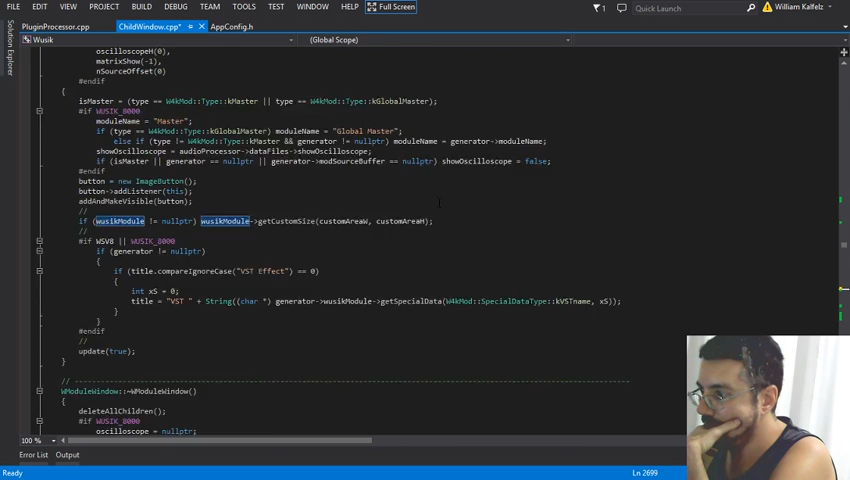 FILE EDIT VIEW PROJECT BUILD DEBUG TEAM TOOLS TEST WINDOW HELP Full Screen 1 Quick Launch William Kalfelz
PluginProcessor.cpp ChildWindow.cpp* AppConfig.h
Solution Explorer
Wusik (Global Scope)
oscilloscopeH(0),
matrixShow(-1),
nSourceOffset(0)
#endif
{
isMaster = (type == W4kMod::Type::kMaster || type == W4kMod::Type::kGlobalMaster);
#if WUSIK_8000
moduleName = "Master";
if (type == W4kMod::Type::kGlobalMaster) moduleName = "Global Master";
else if (type != W4kMod::Type::kMaster && generator != nullptr) moduleName = generator->moduleName;
showOscilloscope = audioProcessor->dataFiles->showOscilloscope;
if (isMaster || generator == nullptr || generator->modSourceBuffer == nullptr) showOscilloscope = false;
#endif
button = new ImageButton();
button->addListener(this);
addAndMakeVisible(button);
//
if (wusikModule != nullptr) wusikModule->getCustomSize(customAreaW, customAreaH);
//
#if WSV8 || WUSIK_8000
if (generator != nullptr)
{
if (title.compareIgnoreCase("VST Effect") == 0)
{
int xS = 0;
title = "VST " + String((char *) generator->wusikModule->getSpecialData(W4kMod::SpecialDataType::kVSTname, xS));
}
}
#endif
//
update(true);
}
// ---------------------------------------------------------------------------------
WModuleWindow::~WModuleWindow()
{
deleteAllChildren();
#if WUSIK_8000
oscilloscope = nullptr;
100 %
Error List Output
Ready Ln 2699